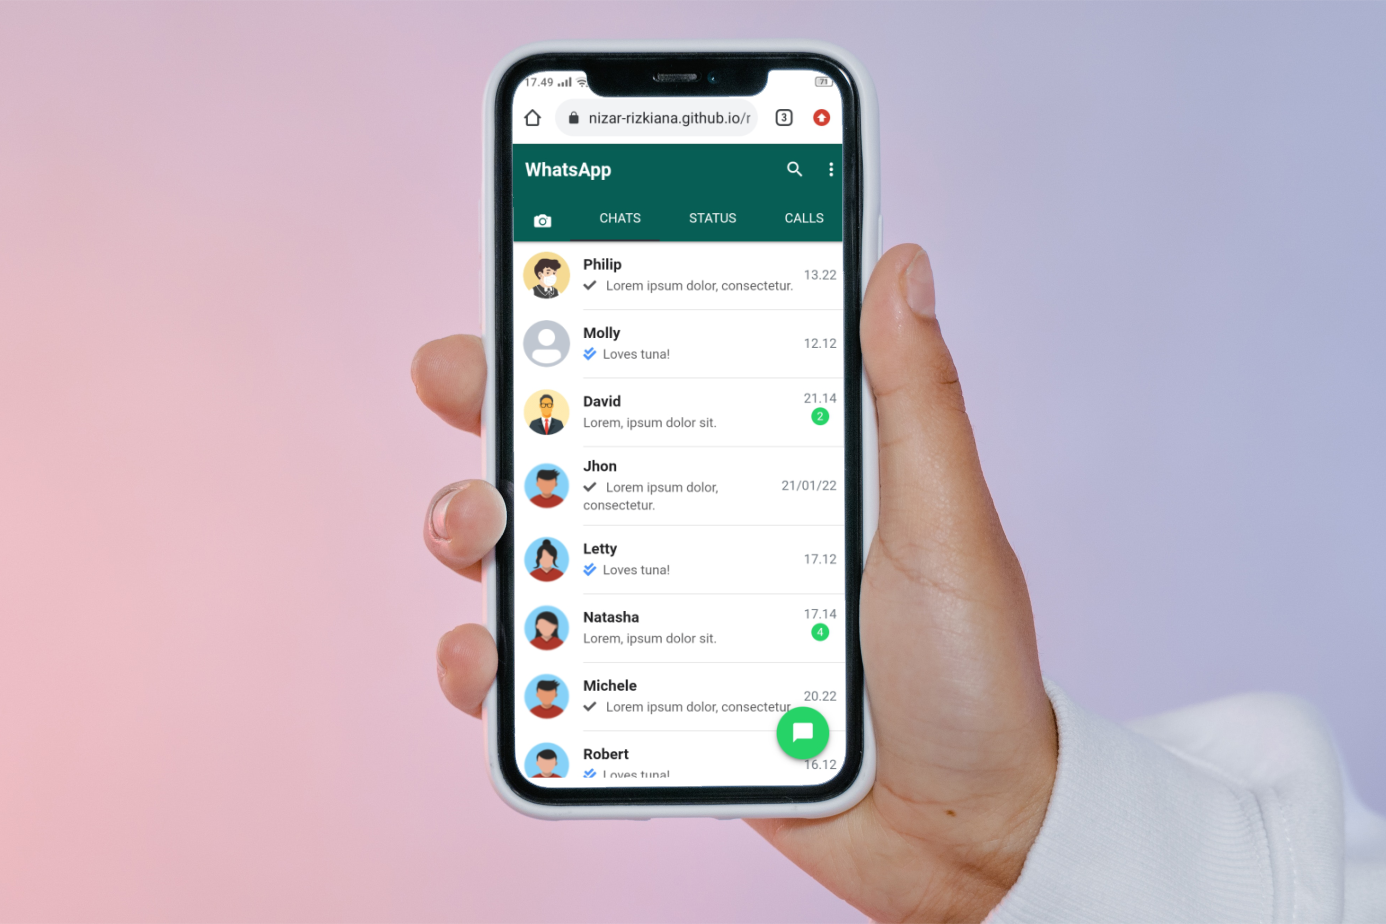 17.49
71
nizar-rizkiana.github.io/r
3
WhatsApp
CHATS STATUS CALLS
Philip
13.22
Lorem ipsum dolor, consectetur.
Molly
12.12
Loves tuna!
David
21.14
Lorem, ipsum dolor sit.
2
Jhon
Lorem ipsum dolor,
21/01/22
consectetur.
Letty
17.12
Loves tuna!
Natasha
17.14
Lorem, ipsum dolor sit.
4
Michele
20.22
Lorem ipsum dolor, consectetur
Robert
16.12
Loves tuna!